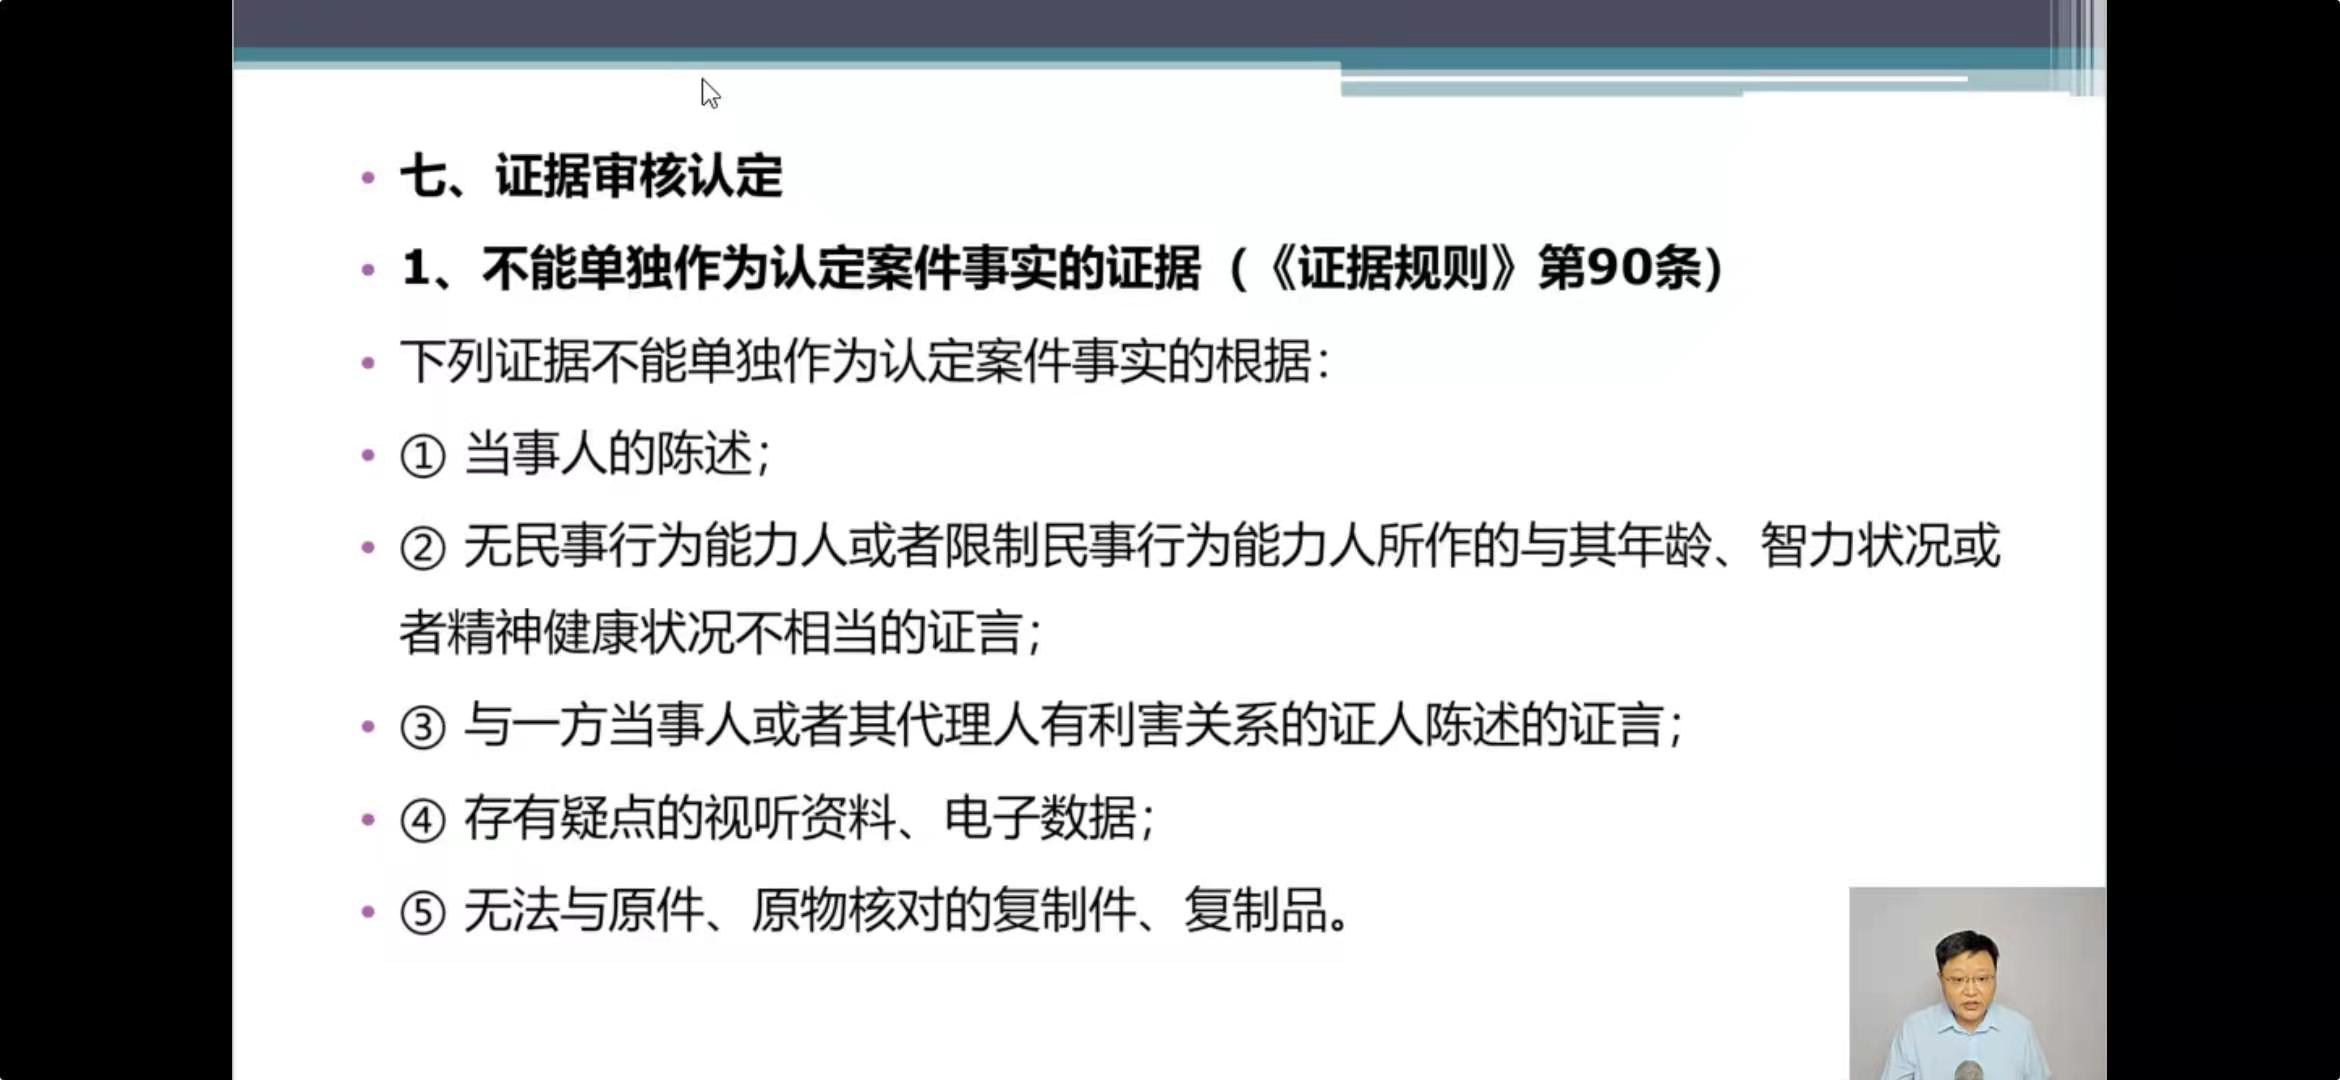 七、证据审核认定
1、不能单独作为认定案件事实的证据（《证据规则》第90条）
下列证据不能单独作为认定案件事实的根据：
① 当事人的陈述；
② 无民事行为能力人或者限制民事行为能力人所作的与其年龄、智力状况或
者精神健康状况不相当的证言；
③ 与一方当事人或者其代理人有利害关系的证人陈述的证言；
④ 存有疑点的视听资料、电子数据；
⑤ 无法与原件、原物核对的复制件、复制品。